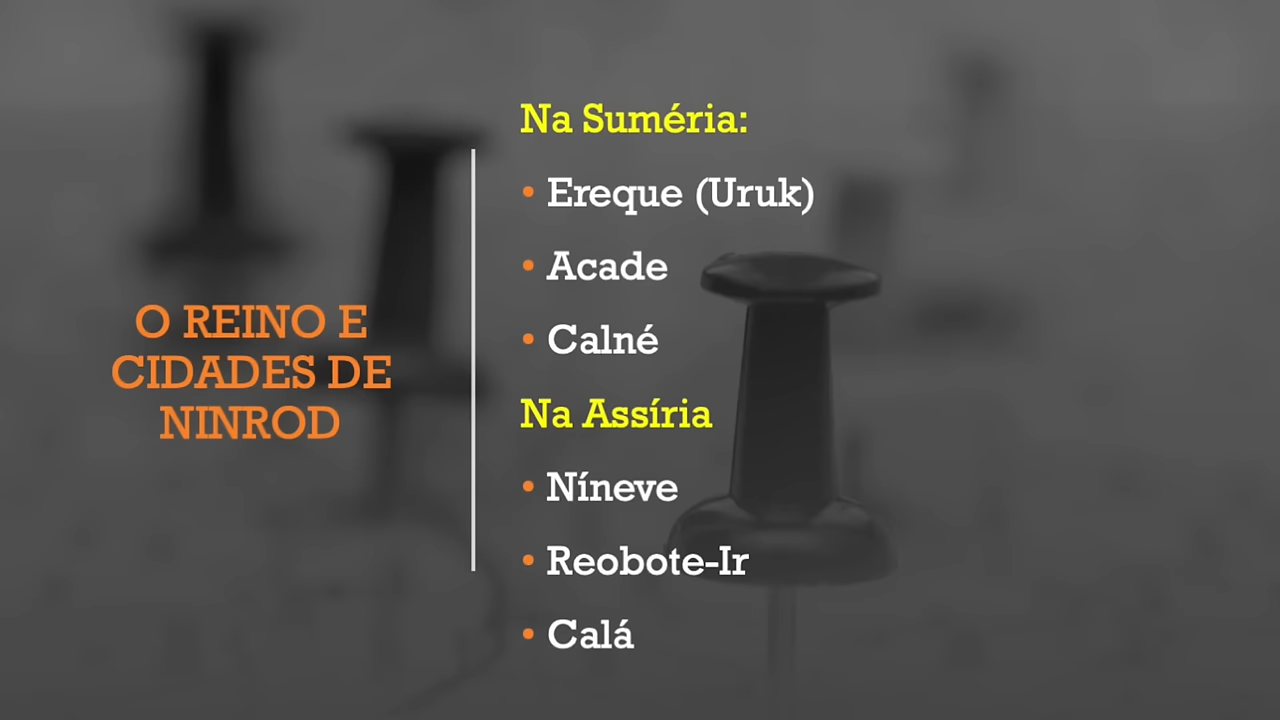 O REINO E
CIDADES DE
NINROD
Na Suméria:
• Ereque (Uruk)
• Acade
• Calné
Na Assíria
• Níneve
• Reobote-Ir
• Calá